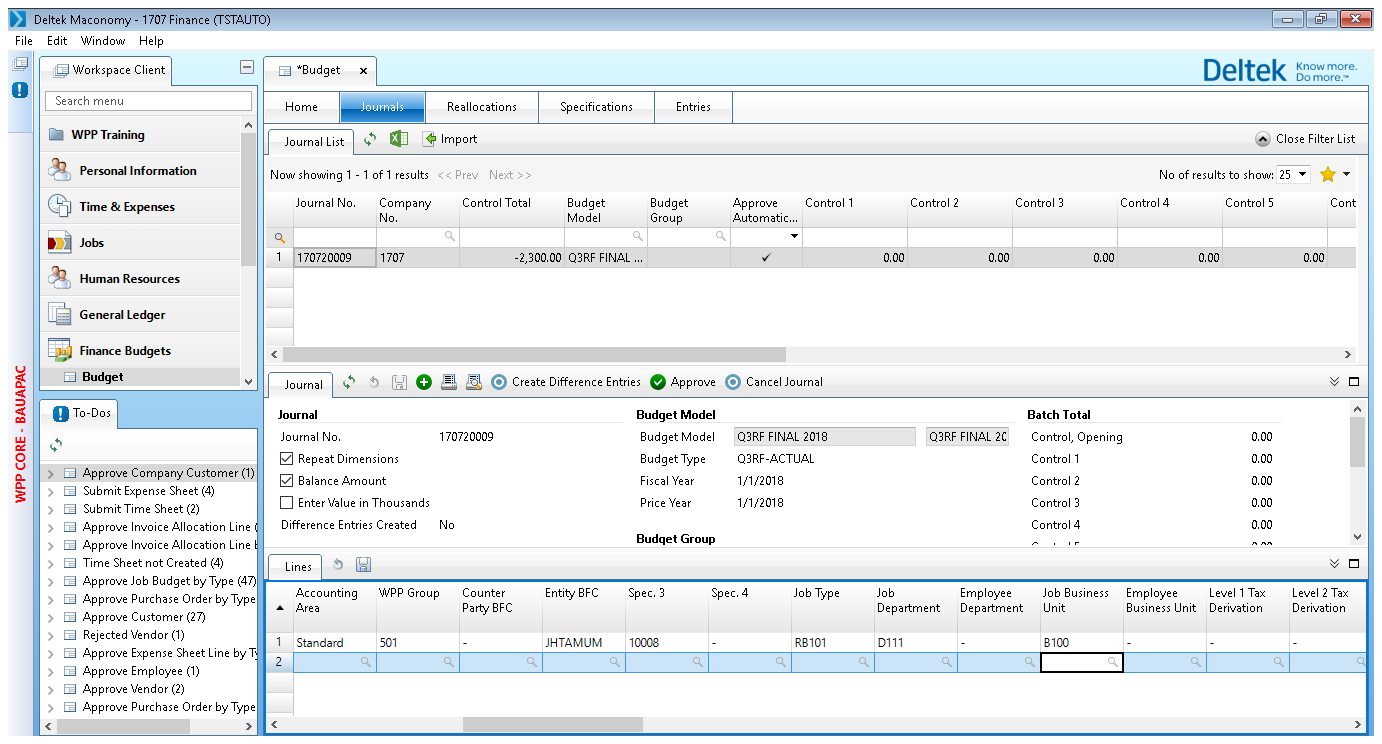 Deltek Maconomy - 1707 Finance (TSTAUTO)
File Edit Window Help
WPP CORE - BAUAPAC
Workspace Client
Search menu
WPP Training
Personal Information
Time & Expenses
Jobs
Human Resources
General Ledger
Finance Budgets
Budget
To-Dos
Approve Company Customer (1)
Submit Expense Sheet (4)
Submit Time Sheet (2)
Approve Invoice Allocation Line (
Approve Invoice Allocation Line
Time Sheet not Created (4)
Approve Job Budget by Type (47)
Approve Purchase Order by Type
Approve Customer (27)
Rejected Vendor (1)
Approve Expense Sheet Line by Ty
Approve Employee (1)
Approve Vendor (2)
Approve Purchase Order by Type
*Budget x
Deltek Know more. Do more.™
Home Journals Reallocations Specifications Entries
Journal List Import Close Filter List
Now showing 1 - 1 of 1 results << Prev Next >> No of results to show: 25
Journal No. Company No. Control Total Budget Model Budget Group Approve Automatic... Control 1 Control 2 Control 3 Control 4 Control 5 Cont
1 170720009 1707 -2,300.00 Q3RF FINAL ... ✓ 0.00 0.00 0.00 0.00 0.00
Journal Create Difference Entries Approve Cancel Journal
Journal Budget Model Batch Total
Journal No. 170720009 Budget Model Q3RF FINAL 2018 Q3RF FINAL 20 Control, Opening 0.00
Repeat Dimensions Budget Type Q3RF-ACTUAL Control 1 0.00
Balance Amount Fiscal Year 1/1/2018 Control 2 0.00
Enter Value in Thousands Price Year 1/1/2018 Control 3 0.00
Difference Entries Created No Control 4 0.00
Budget Group
Lines
Accounting Area WPP Group Counter Party BFC Entity BFC Spec. 3 Spec. 4 Job Type Job Department Employee Department Job Business Unit Employee Business Unit Level 1 Tax Derivation Level 2 Tax Derivation
1 Standard 501 - JHTAMUM 10008 - RB101 D111 - B100 - - -
2